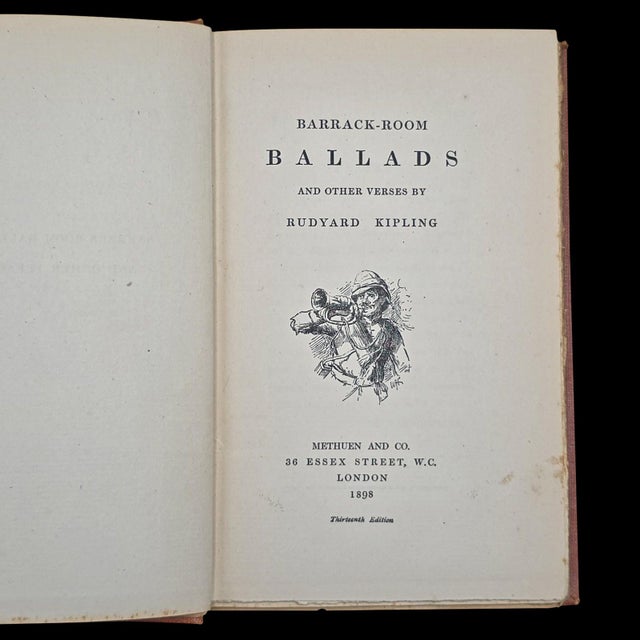 BARRACK-ROOM
BALLADS
AND OTHER VERSES BY
RUDYARD KIPLING
METHUEN AND CO.
36 ESSEX STREET, W.C.
LONDON
1898
Thirteenth Edition